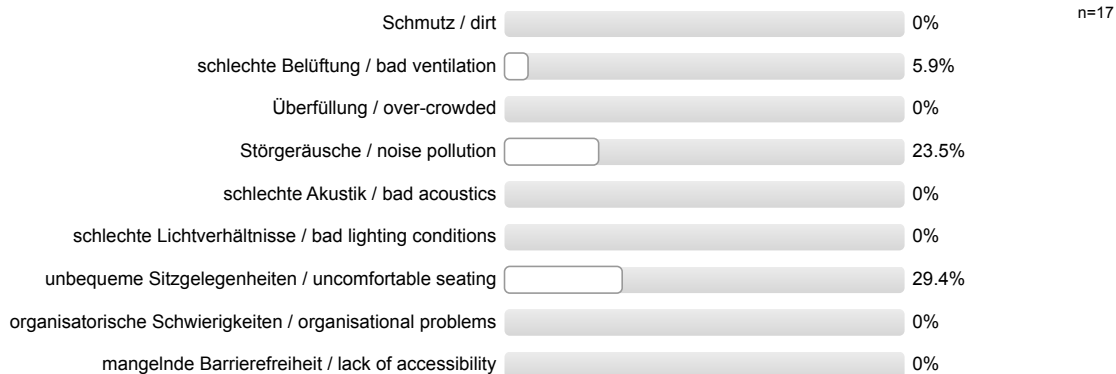 n=17
Schmutz / dirt 0%
schlechte Belüftung / bad ventilation 5.9%
Überfüllung / over-crowded 0%
Störgeräusche / noise pollution 23.5%
schlechte Akustik / bad acoustics 0%
schlechte Lichtverhältnisse / bad lighting conditions 0%
unbequeme Sitzgelegenheiten / uncomfortable seating 29.4%
organisatorische Schwierigkeiten / organisational problems 0%
mangelnde Barrierefreiheit / lack of accessibility 0%